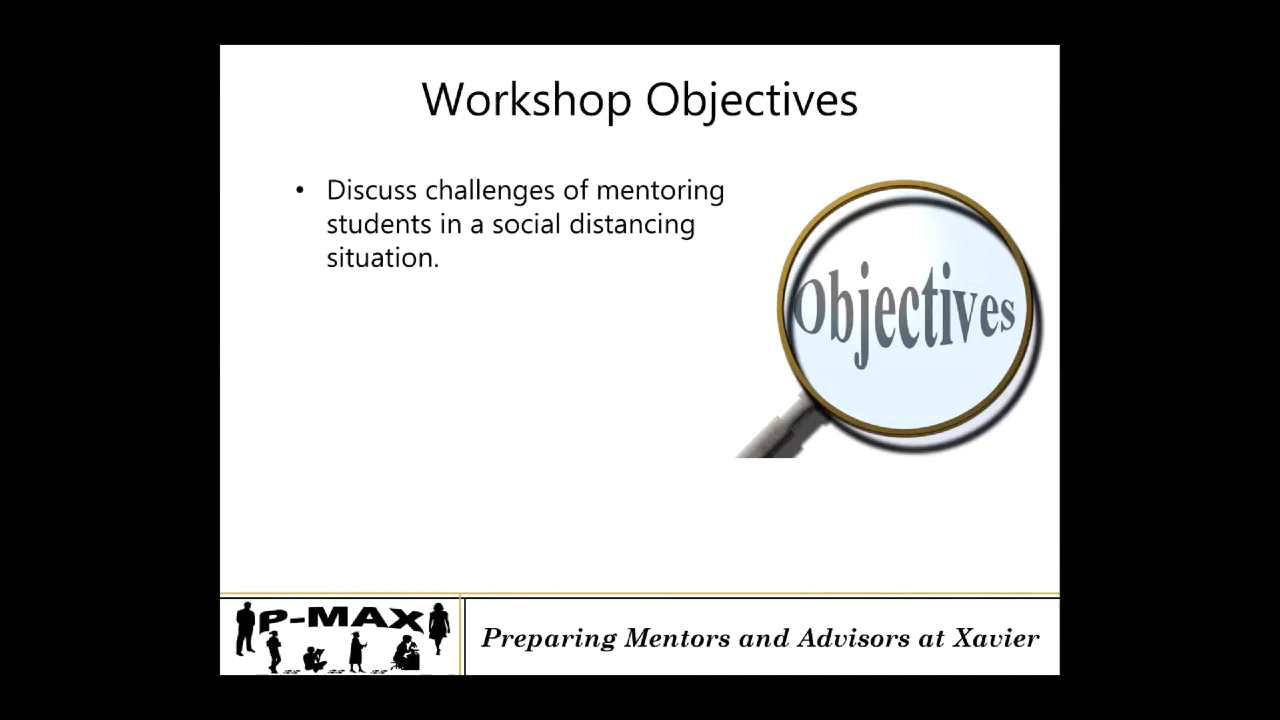 Workshop Objectives
• Discuss challenges of mentoring
students in a social distancing
situation.
Objectives
P-MAX
Preparing Mentors and Advisors at Xavier